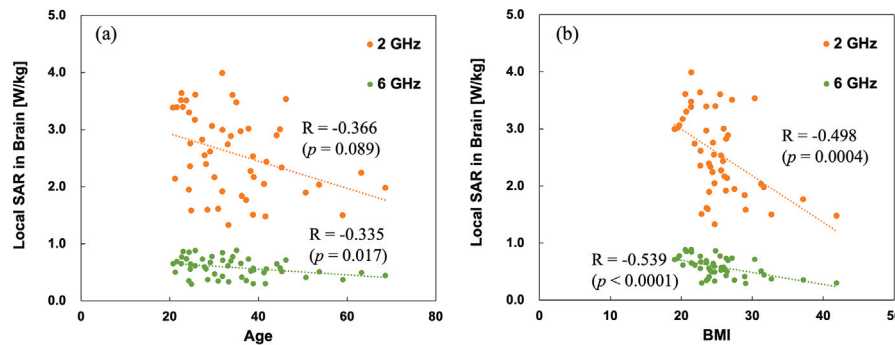 (a)
2 GHz
6 GHz
Local SAR in Brain [W/kg]
5.0
4.0
3.0
2.0
1.0
0.0
R = -0.366
(p = 0.089)
R = -0.335
(p = 0.017)
0
20
40
60
80
Age
(b)
2 GHz
6 GHz
Local SAR in Brain [W/kg]
5.0
4.0
3.0
2.0
1.0
0.0
R = -0.498
(p = 0.0004)
R = -0.539
(p < 0.0001)
0
10
20
30
40
50
BMI